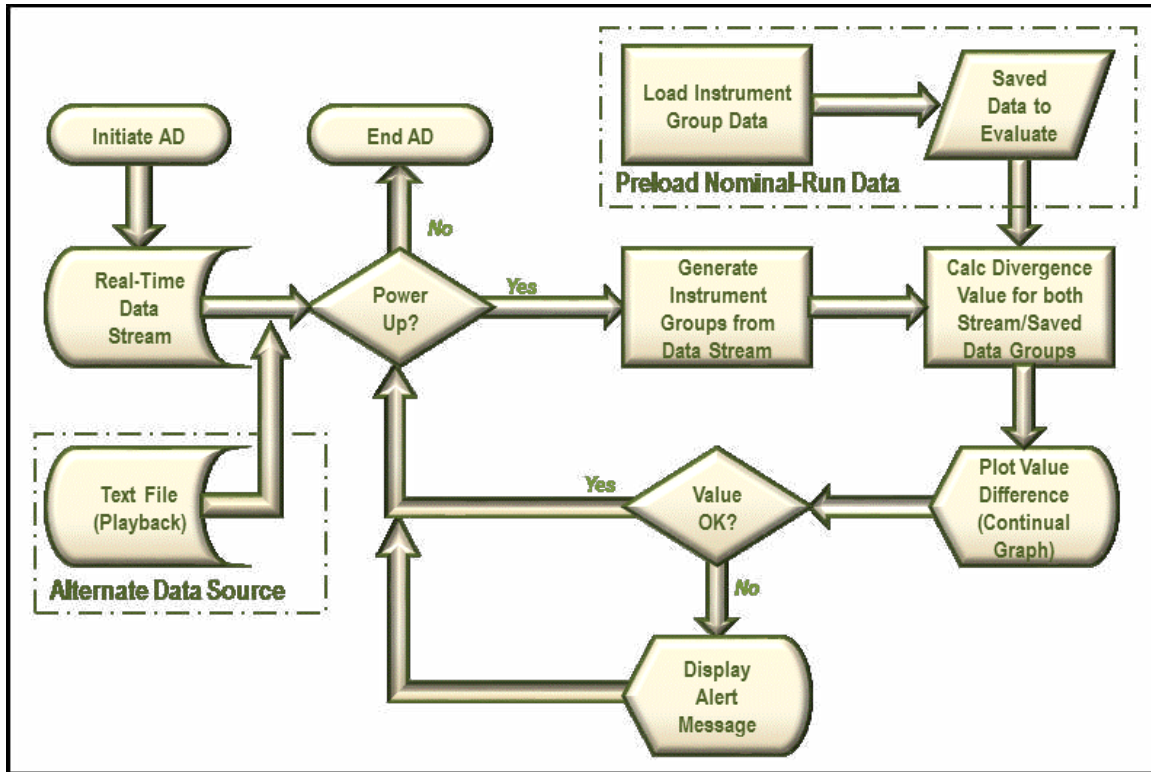 Initiate AD
End AD
Load Instrument
Group Data
Saved
Data to
Evaluate
Preload Nominal-Run Data
No
Real-Time
Data
Stream
Power
Up?
Yes
Generate
Instrument
Groups from
Data Stream
Calc Divergence
Value for both
Stream/Saved
Data Groups
Text File
(Playback)
Alternate Data Source
Yes
Value
OK?
Plot Value
Difference
(Continual
Graph)
No
Display
Alert
Message